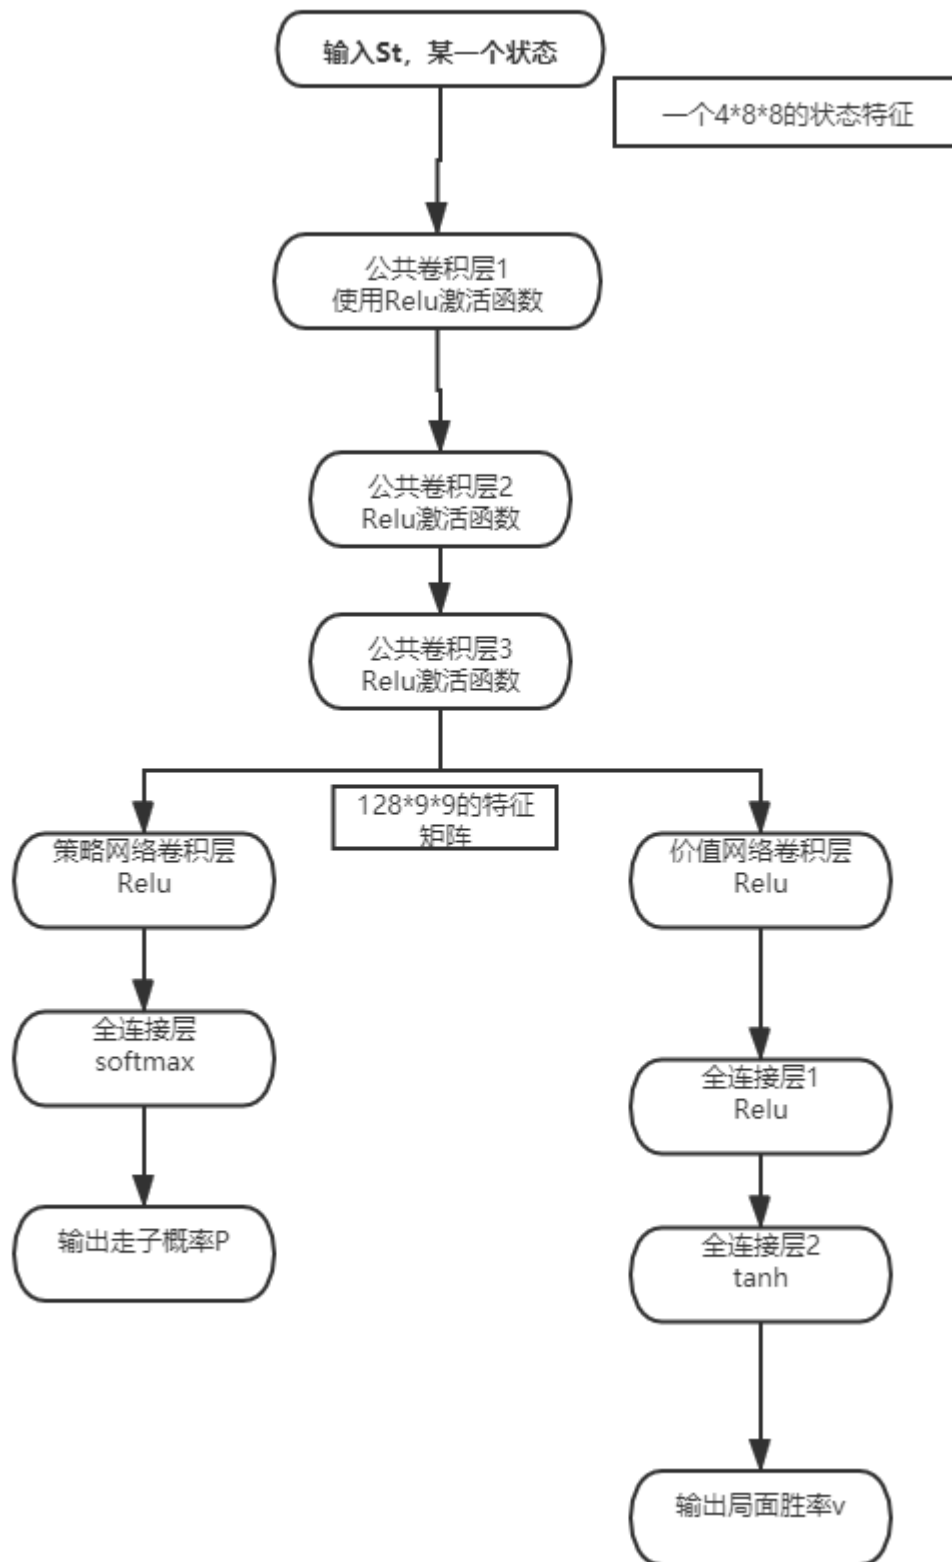 输入St，某一个状态
一个4*8*8的状态特征
公共卷积层1
使用Relu激活函数
公共卷积层2
Relu激活函数
公共卷积层3
Relu激活函数
128*9*9的特征
矩阵
策略网络卷积层
Relu
价值网络卷积层
Relu
全连接层
softmax
全连接层1
Relu
输出走子概率P
全连接层2
tanh
输出局面胜率v